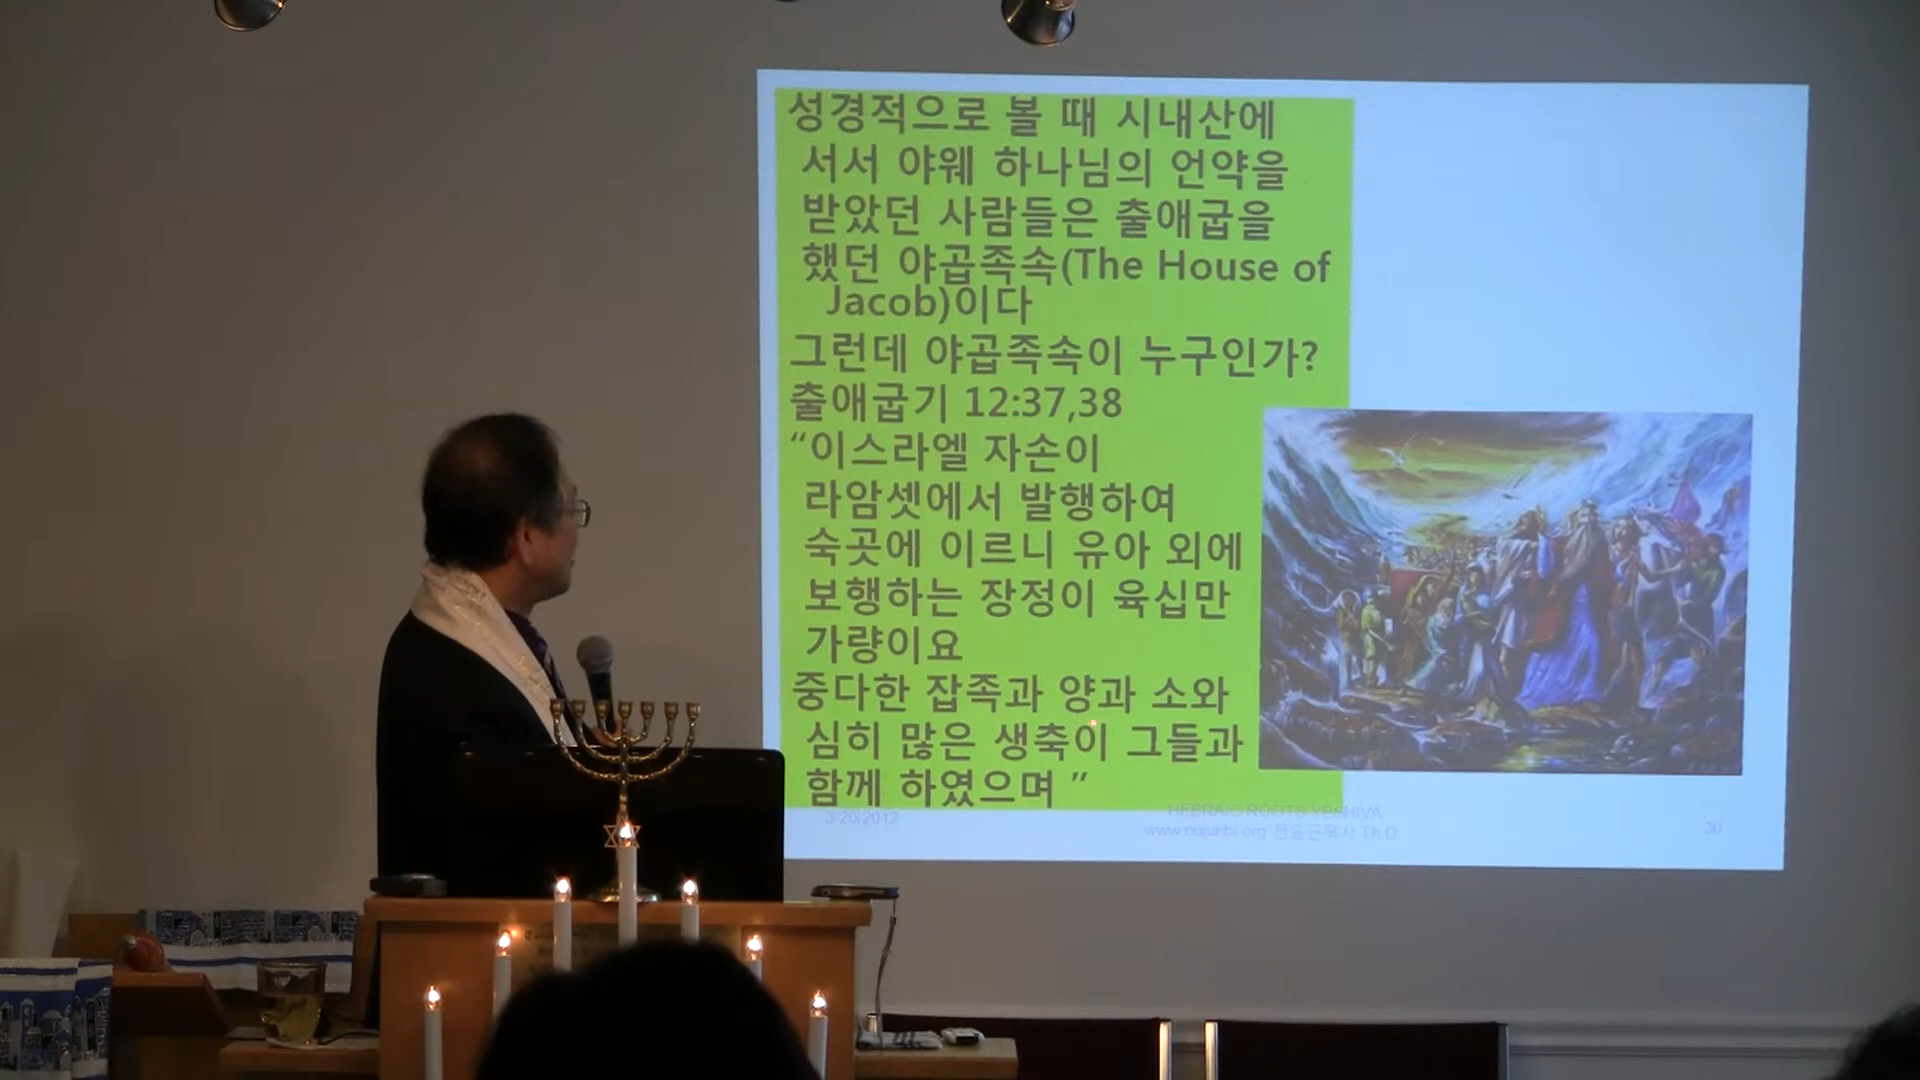 성경적으로 볼 때 시내산에
서서 야웨 하나님의 언약을
받았던 사람들은 출애굽을
했던 야곱족속(The House of
Jacob)이다
그런데 야곱족속이 누구인가?
출애굽기 12:37,38
“이스라엘 자손이
라암셋에서 발행하여
숙곳에 이르니 유아 외에
보행하는 장정이 육십만
가량이요
중다한 잡족과 양과 소와
심히 많은 생축이 그들과
함께 하였으며 ”
3/20/2012
HEBRAIC ROOTS YESHIVA
Th.D
30